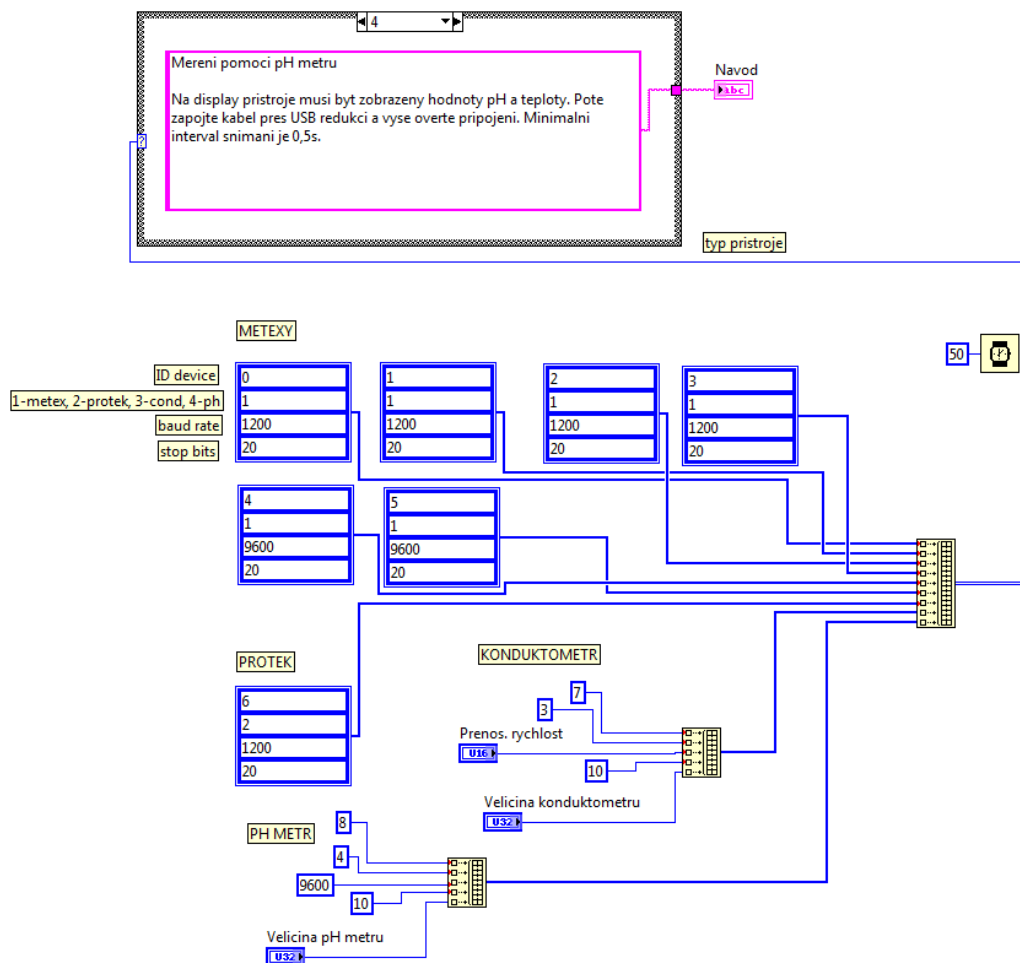 4
Mereni pomoci pH metru
Na display pristroje musi byt zobrazeny hodnoty pH a teploty. Pote
zapojte kabel pres USB redukci a vyse overte pripojeni. Minimalni
interval snimani je 0,5s.
Navod
abc
?
typ pristroje
METEXY
50
ID device
1-metex, 2-protek, 3-cond, 4-ph
baud rate
stop bits
0
1
1200
20
1
1
1200
20
2
1
1200
20
3
1
1200
20
4
1
9600
20
5
1
9600
20
PROTEK
6
2
1200
20
KONDUKTOMETR
7
3
Prenos. rychlost
U16
10
Velicina konduktometru
U32
PH METR
8
4
9600
10
Velicina pH metru
U32